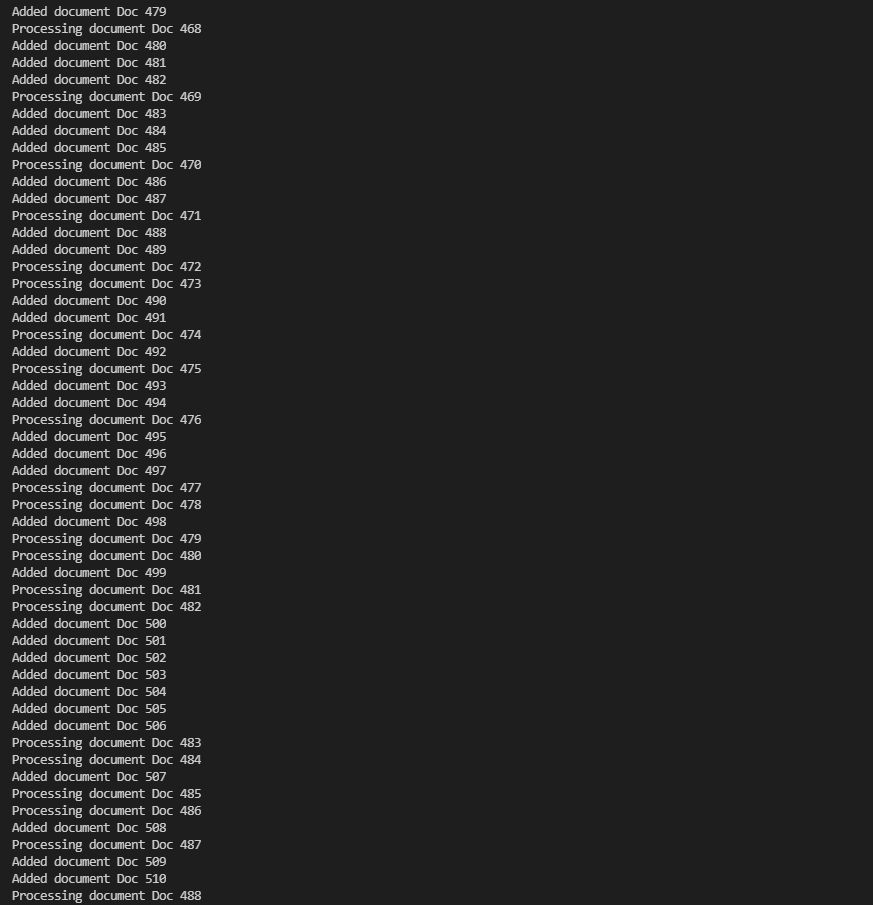 Added document Doc 479
Processing document Doc 468
Added document Doc 480
Added document Doc 481
Added document Doc 482
Processing document Doc 469
Added document Doc 483
Added document Doc 484
Added document Doc 485
Processing document Doc 470
Added document Doc 486
Added document Doc 487
Processing document Doc 471
Added document Doc 488
Added document Doc 489
Processing document Doc 472
Processing document Doc 473
Added document Doc 490
Added document Doc 491
Processing document Doc 474
Added document Doc 492
Processing document Doc 475
Added document Doc 493
Added document Doc 494
Processing document Doc 476
Added document Doc 495
Added document Doc 496
Added document Doc 497
Processing document Doc 477
Processing document Doc 478
Added document Doc 498
Processing document Doc 479
Processing document Doc 480
Added document Doc 499
Processing document Doc 481
Processing document Doc 482
Added document Doc 500
Added document Doc 501
Added document Doc 502
Added document Doc 503
Added document Doc 504
Added document Doc 505
Added document Doc 506
Processing document Doc 483
Processing document Doc 484
Added document Doc 507
Processing document Doc 485
Processing document Doc 486
Added document Doc 508
Processing document Doc 487
Added document Doc 509
Added document Doc 510
Processing document Doc 488